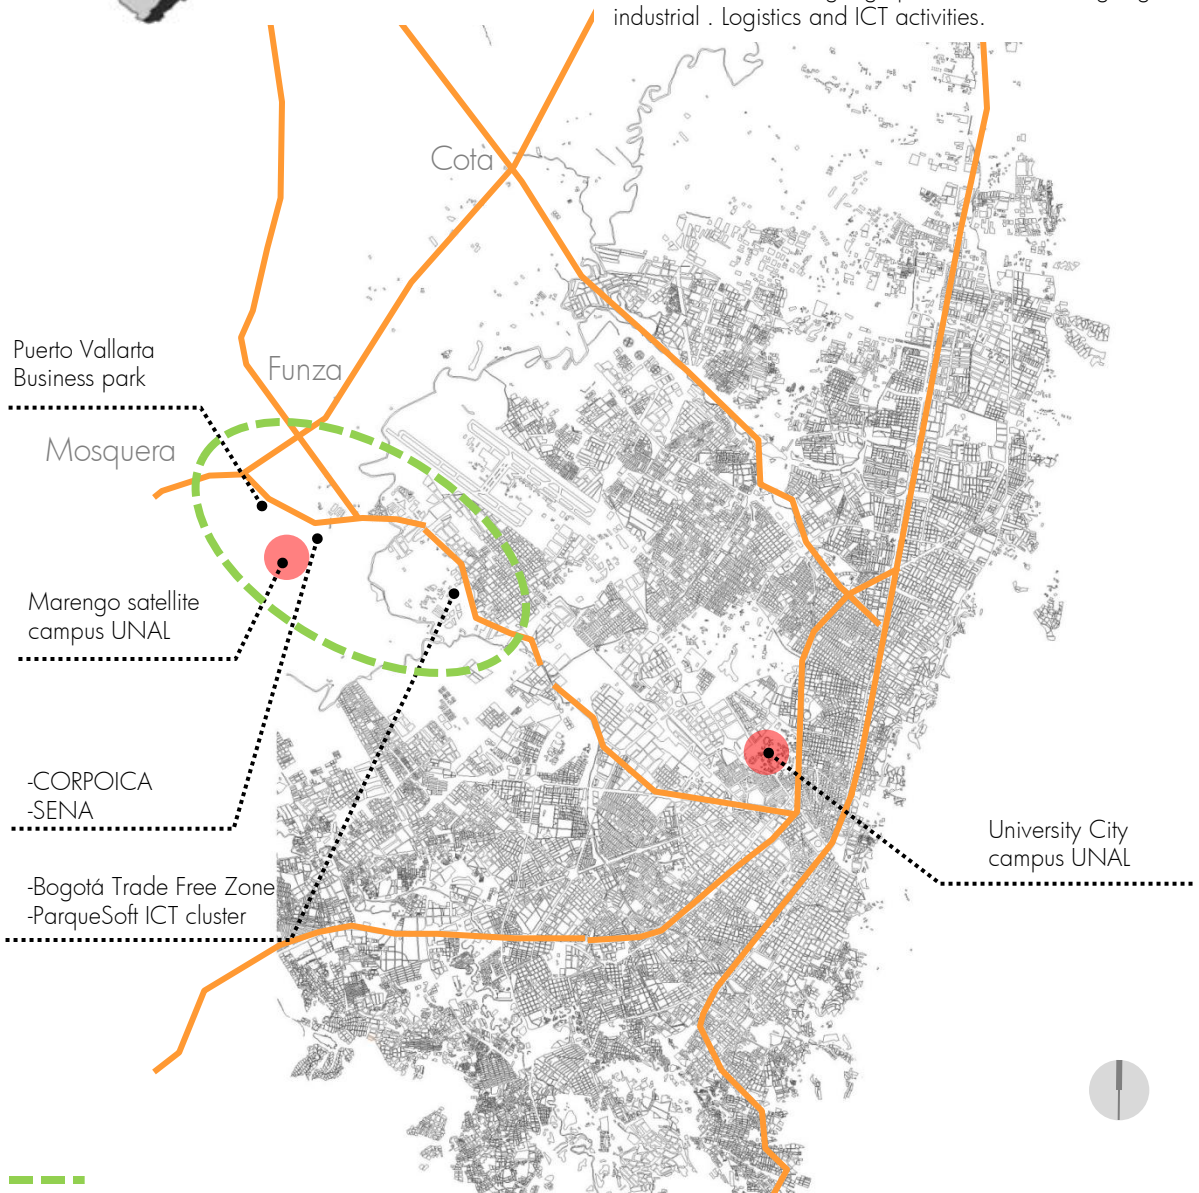 industrial . Logistics and ICT activities.
Cota
Puerto Vallarta
Business park
Funza
Mosquera
Marengo satellite
campus UNAL
-CORPOICA
-SENA
University City
campus UNAL
-Bogotá Trade Free Zone
-ParqueSoft ICT cluster